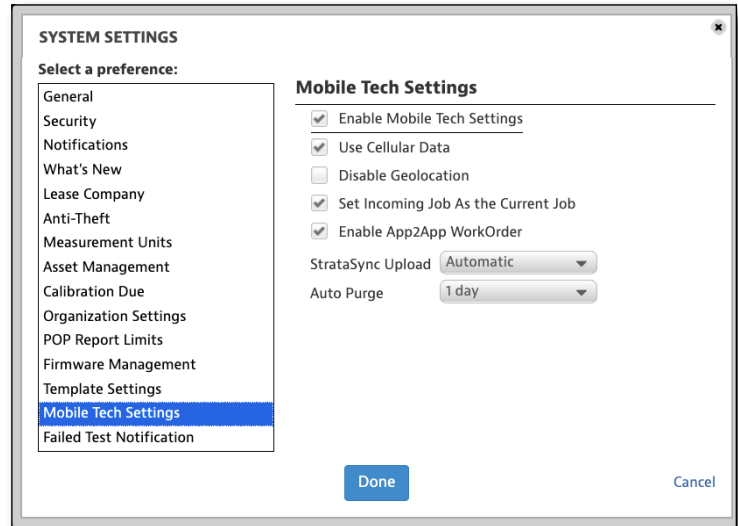 SYSTEM SETTINGS
Select a preference:
General
Security
Notifications
What's New
Lease Company
Anti-Theft
Measurement Units
Asset Management
Calibration Due
Organization Settings
POP Report Limits
Firmware Management
Template Settings
Mobile Tech Settings
Failed Test Notification
Mobile Tech Settings
Enable Mobile Tech Settings
Use Cellular Data
Disable Geolocation
Set Incoming Job As the Current Job
Enable App2App WorkOrder
StrataSync Upload Automatic
Auto Purge 1 day
Done
Cancel